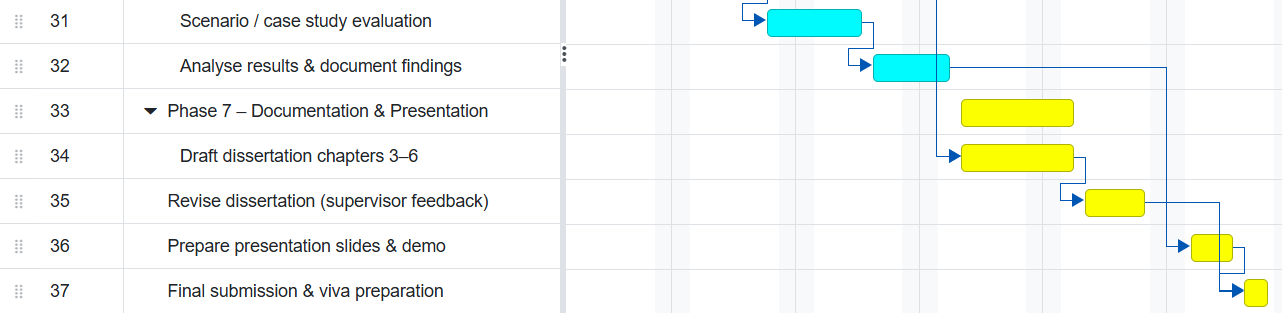 31 Scenario / case study evaluation
32 Analyse results & document findings
33 Phase 7 – Documentation & Presentation
34 Draft dissertation chapters 3–6
35 Revise dissertation (supervisor feedback)
36 Prepare presentation slides & demo
37 Final submission & viva preparation